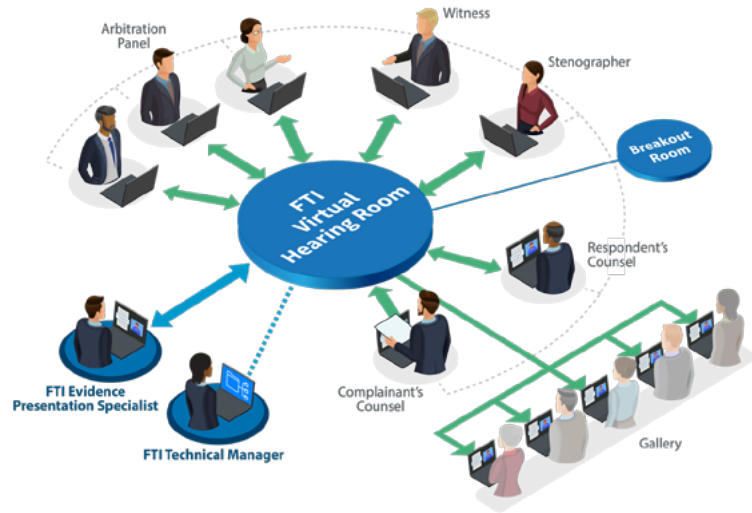 Arbitration
Panel
Witness
Stenographer
Breakout
Room
FTI
Virtual
Hearing Room
Respondent's
Counsel
FTI Evidence
Presentation Specialist
Complainant's
Counsel
FTI Technical Manager
Gallery